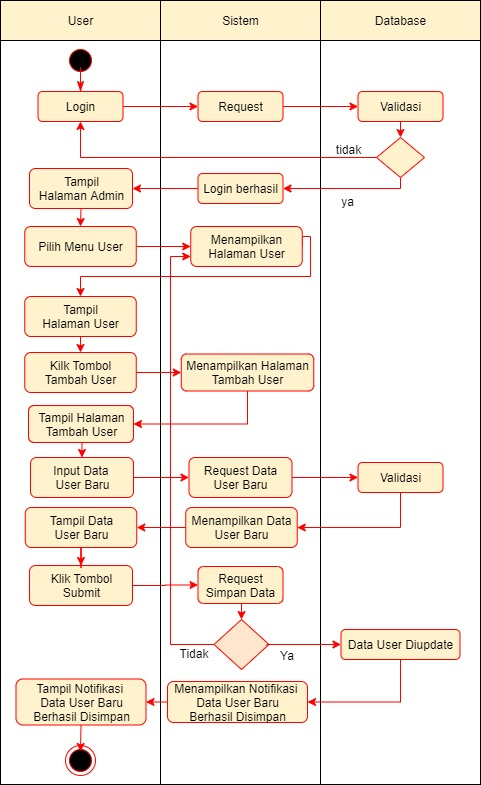 User
Sistem
Database
Login
Request
Validasi
tidak
ya
Login berhasil
Tampil
Halaman Admin
Pilih Menu User
Menampilkan
Halaman User
Tampil
Halaman User
Kilk Tombol
Tambah User
Menampilkan Halaman
Tambah User
Tampil Halaman
Tambah User
Input Data
User Baru
Request Data
User Baru
Validasi
Menampilkan Data
User Baru
Tampil Data
User Baru
Klik Tombol
Submit
Request
Simpan Data
Tidak
Ya
Data User Diupdate
Menampilkan Notifikasi
Data User Baru
Berhasil Disimpan
Tampil Notifikasi
Data User Baru
Berhasil Disimpan